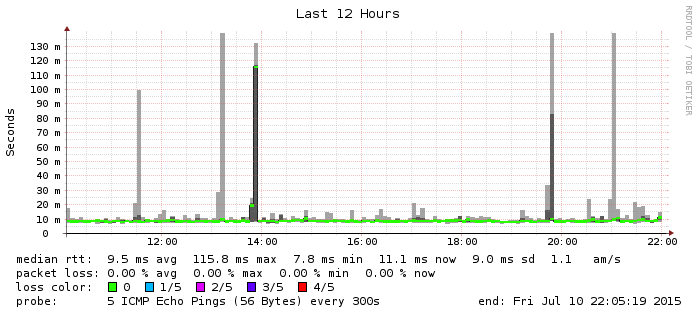 Last 12 Hours
RRDTOOL / TOBI OETIKER
Seconds
130 m
120 m
110 m
100 m
90 m
80 m
70 m
60 m
50 m
40 m
30 m
20 m
10 m
0
12:00 14:00 16:00 18:00 20:00 22:00
median rtt: 9.5 ms avg 115.8 ms max 7.8 ms min 11.1 ms now 9.0 ms sd 1.1 am/s
packet loss: 0.00 % avg 0.00 % max 0.00 % min 0.00 % now
loss color: 0 1/5 2/5 3/5 4/5
probe: 5 ICMP Echo Pings (56 Bytes) every 300s end: Fri Jul 10 22:05:19 2015